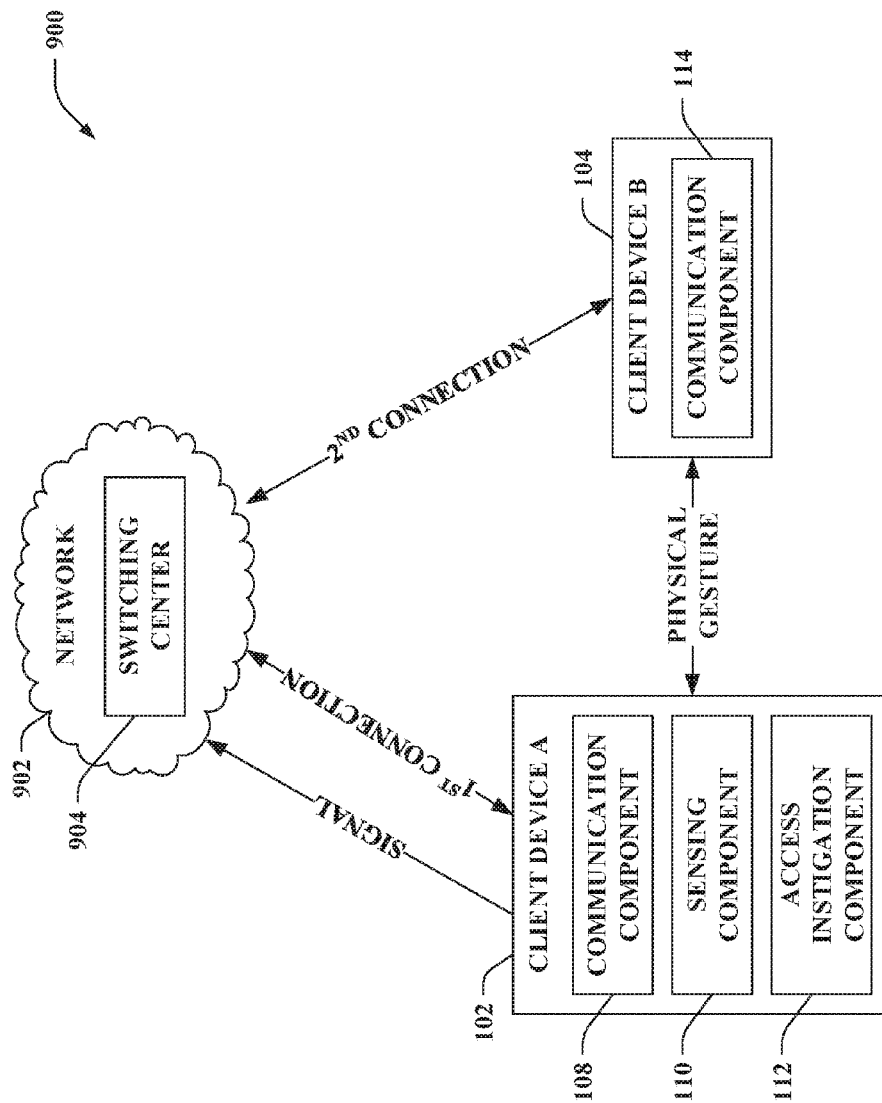 900
902
NETWORK
SWITCHING
CENTER
904
SIGNAL
1ST CONNECTION
2ND CONNECTION
102
CLIENT DEVICE A
COMMUNICATION
COMPONENT
108
SENSING
COMPONENT
110
ACCESS
INSTIGATION
COMPONENT
112
PHYSICAL
GESTURE
104
CLIENT DEVICE B
COMMUNICATION
COMPONENT
114